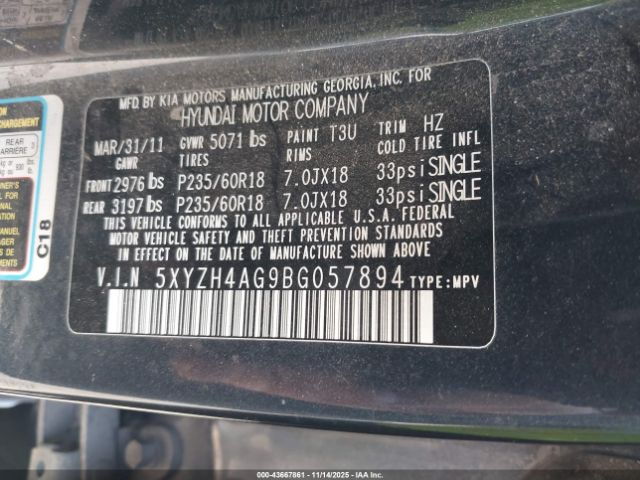 MFD.BY KIA MOTORS MANUFACTURING GEORGIA, INC. FOR
HYUNDAI MOTOR COMPANY
MAR/31/11 GVWR 5071 lbs PAINT T3U TRIM HZ
GAWR TIRES RIMS COLD TIRE INFL
FRONT 2976 lbs P235/60R18 7.0JX18 33psi SINGLE
REAR 3197 lbs P235/60R18 7.0JX18 33psi SINGLE
THIS VEHICLE CONFORMS TO ALL APPLICABLE U.S.A. FEDERAL
MOTOR VEHICLE SAFETY AND THEFT PREVENTION STANDARDS
IN EFFECT ON THE DATE OF MANUFACTURE SHOWN ABOVE.
V.I.N 5XYZH4AG9BG057894 TYPE:MPV
REAR
C18
000-43667861 - 11/14/2025 - IAAI.COM